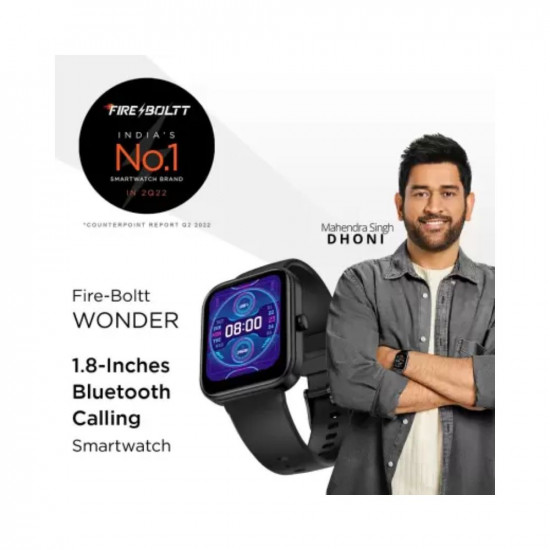 FIRE-BOLTT
INDIA'S
No.1
SMARTWATCH BRAND
IN 2Q22
*COUNTERPOINT REPORT Q2 2022
Mahendra Singh
DHONI
Fire-Boltt
WONDER
08:00
1.8-Inches
Bluetooth
Calling
Smartwatch